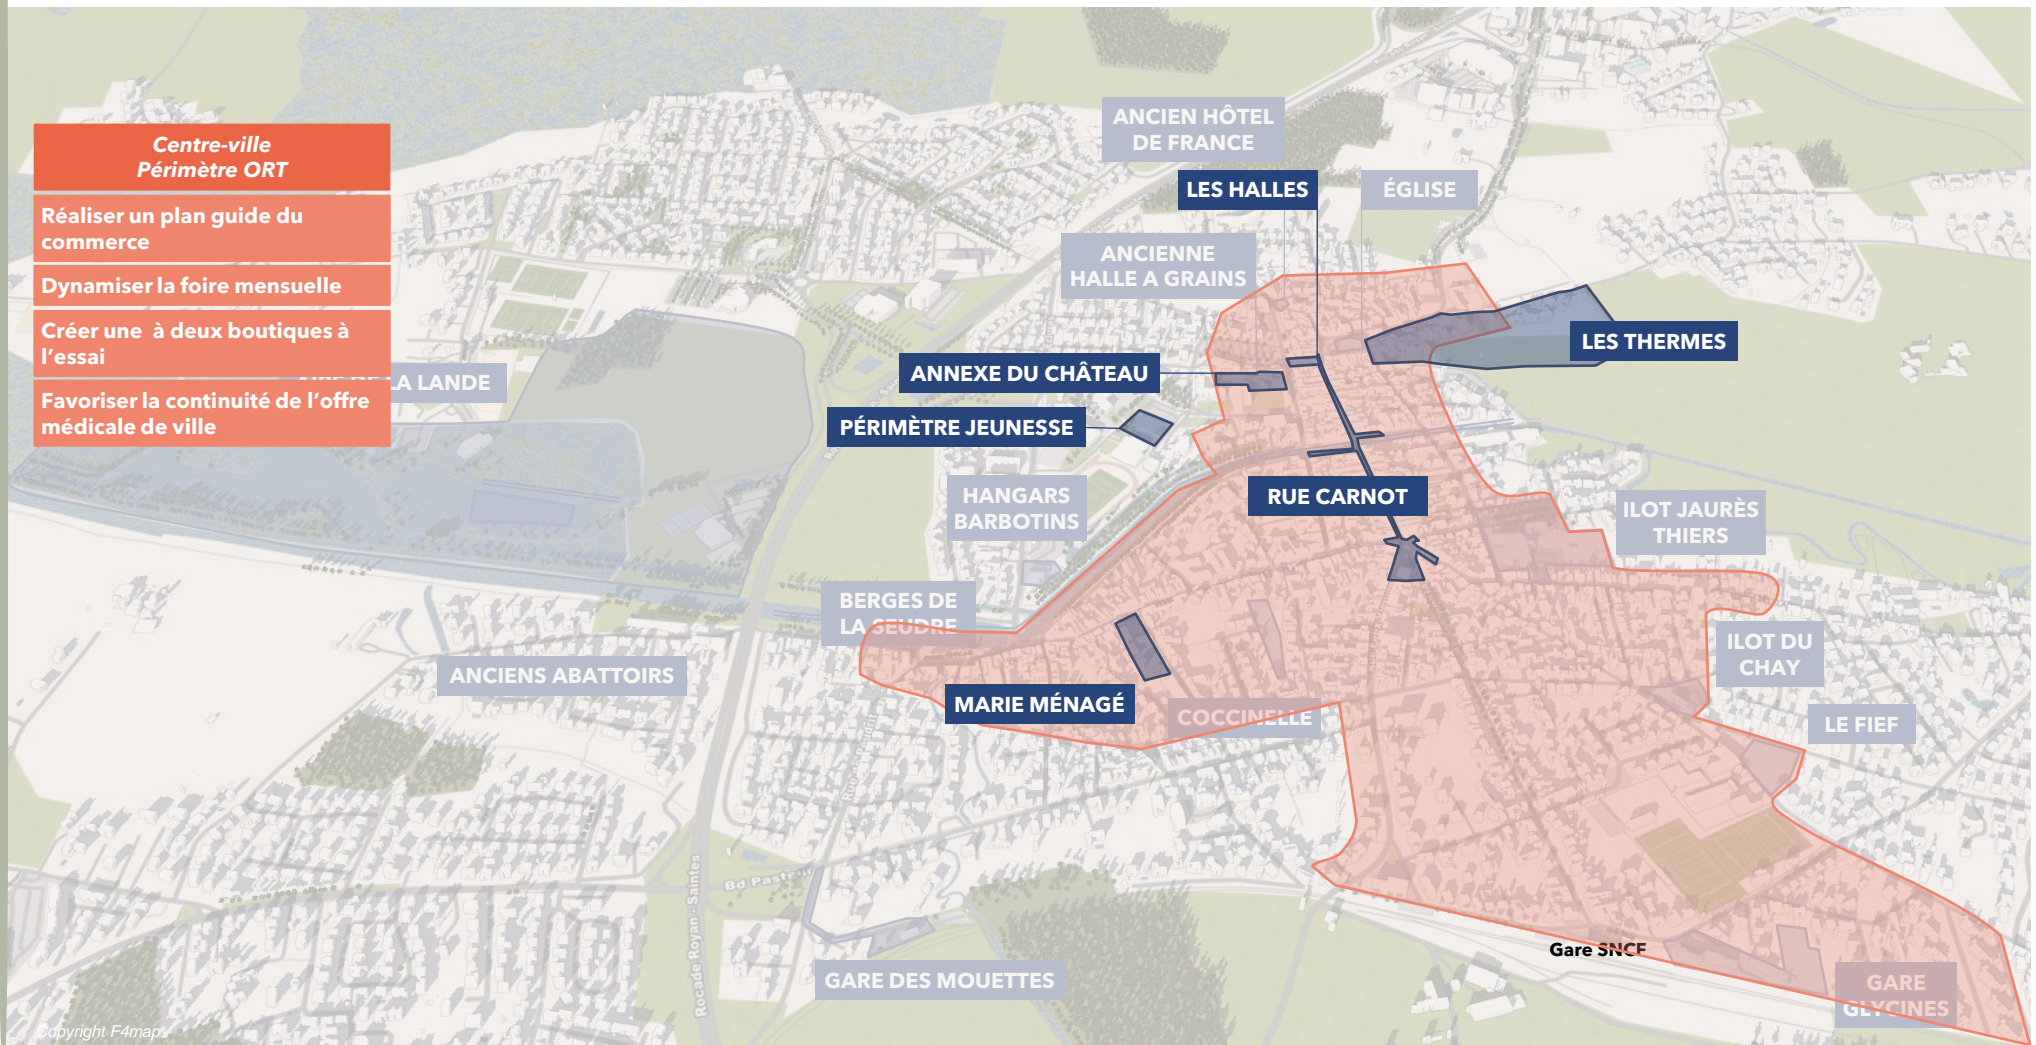 Centre-ville
Périmètre ORT
Réaliser un plan guide du
commerce
Dynamiser la foire mensuelle
Créer une  à deux boutiques à
l'essai
Favoriser la continuité de l'offre
médicale de ville
LA LANDE
ANCIEN HÔTEL
DE FRANCE
LES HALLES
ÉGLISE
ANCIENNE
HALLE A GRAINS
LES THERMES
ANNEXE DU CHÂTEAU
PÉRIMÈTRE JEUNESSE
HANGARS
BARBOTINS
RUE CARNOT
ILOT JAURÈS
THIERS
BERGES DE
LA SEUDRE
ANCIENS ABATTOIRS
ILOT DU
CHAY
MARIE MÉNAGÉ
COCCINELLE
LE FIEF
Bd Pasteur
Rocade Royan - Saintes
Gare SNCF
GARE DES MOUETTES
GARE
GLYCINES
Copyright F4map